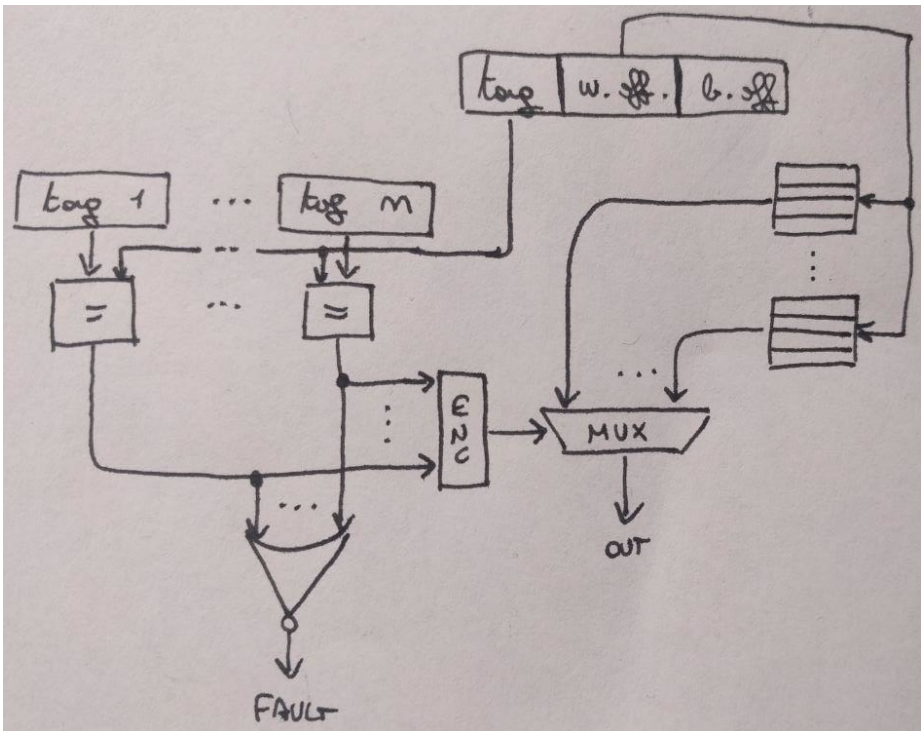 tag w. off. b. off
tag 1 ... tag n
= ... =
ENC
MUX
OUT
FAULT